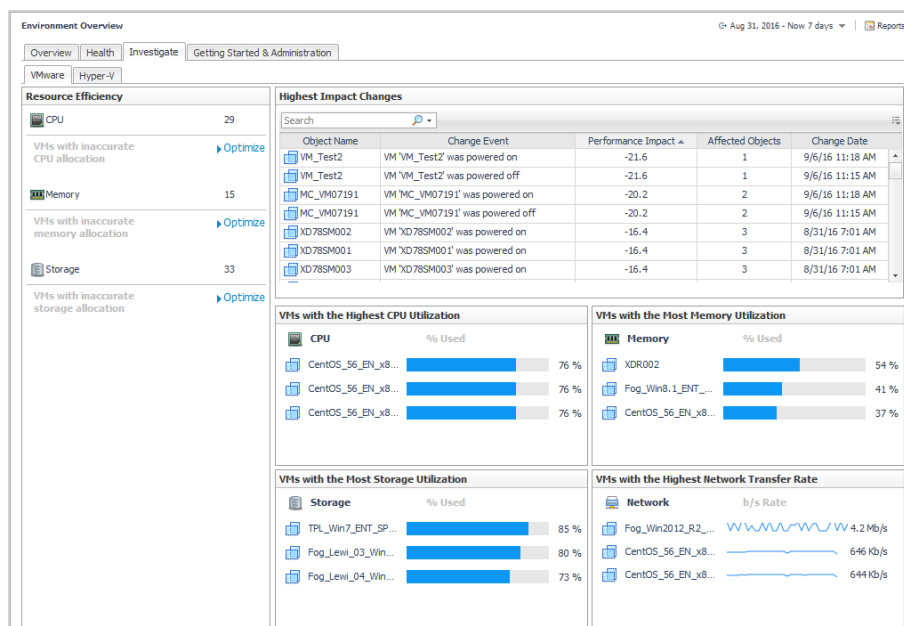 Environment Overview
Aug 31, 2016 - Now 7 days
Reports
Overview
Health
Investigate
Getting Started & Administration
VMware
Hyper-V
Resource Efficiency
CPU 29
VMs with inaccurate
CPU allocation
Optimize
Memory 15
VMs with inaccurate
memory allocation
Optimize
Storage 33
VMs with inaccurate
storage allocation
Optimize
Highest Impact Changes
Search
Object Name Change Event Performance Impact Affected Objects Change Date
VM_Test2 VM 'VM_Test2' was powered on -21.6 1 9/6/16 11:18 AM
VM_Test2 VM 'VM_Test2' was powered off -21.6 1 9/6/16 11:15 AM
MC_VM07191 VM 'MC_VM07191' was powered on -20.2 2 9/6/16 11:18 AM
MC_VM07191 VM 'MC_VM07191' was powered off -20.2 2 9/6/16 11:15 AM
XD78SM002 VM 'XD78SM002' was powered on -16.4 3 8/31/16 7:01 AM
XD78SM001 VM 'XD78SM001' was powered on -16.4 3 8/31/16 7:01 AM
XD78SM003 VM 'XD78SM003' was powered on -16.4 3 8/31/16 7:01 AM
VMs with the Highest CPU Utilization
CPU % Used
CentOS_56_EN_x8... 76 %
CentOS_56_EN_x8... 76 %
CentOS_56_EN_x8... 76 %
VMs with the Most Memory Utilization
Memory % Used
XDR002 54 %
Fog_Win8.1_ENT_... 41 %
CentOS_56_EN_x8... 37 %
VMs with the Most Storage Utilization
Storage % Used
TPL_Win7_ENT_SP... 85 %
Fog_Lewi_03_Win... 80 %
Fog_Lewi_04_Win... 73 %
VMs with the Highest Network Transfer Rate
Network b/s Rate
Fog_Win2012_R2_... 4.2 Mb/s
CentOS_56_EN_x8... 646 Kb/s
CentOS_56_EN_x8... 644 Kb/s